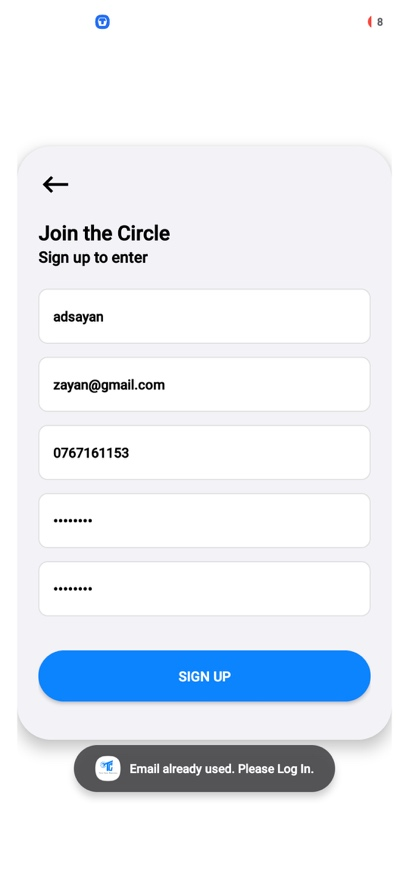 8
Join the Circle
Sign up to enter
adsayan
zayan@gmail.com
0767161153
••••••••
••••••••
SIGN UP
Email already used. Please Log In.